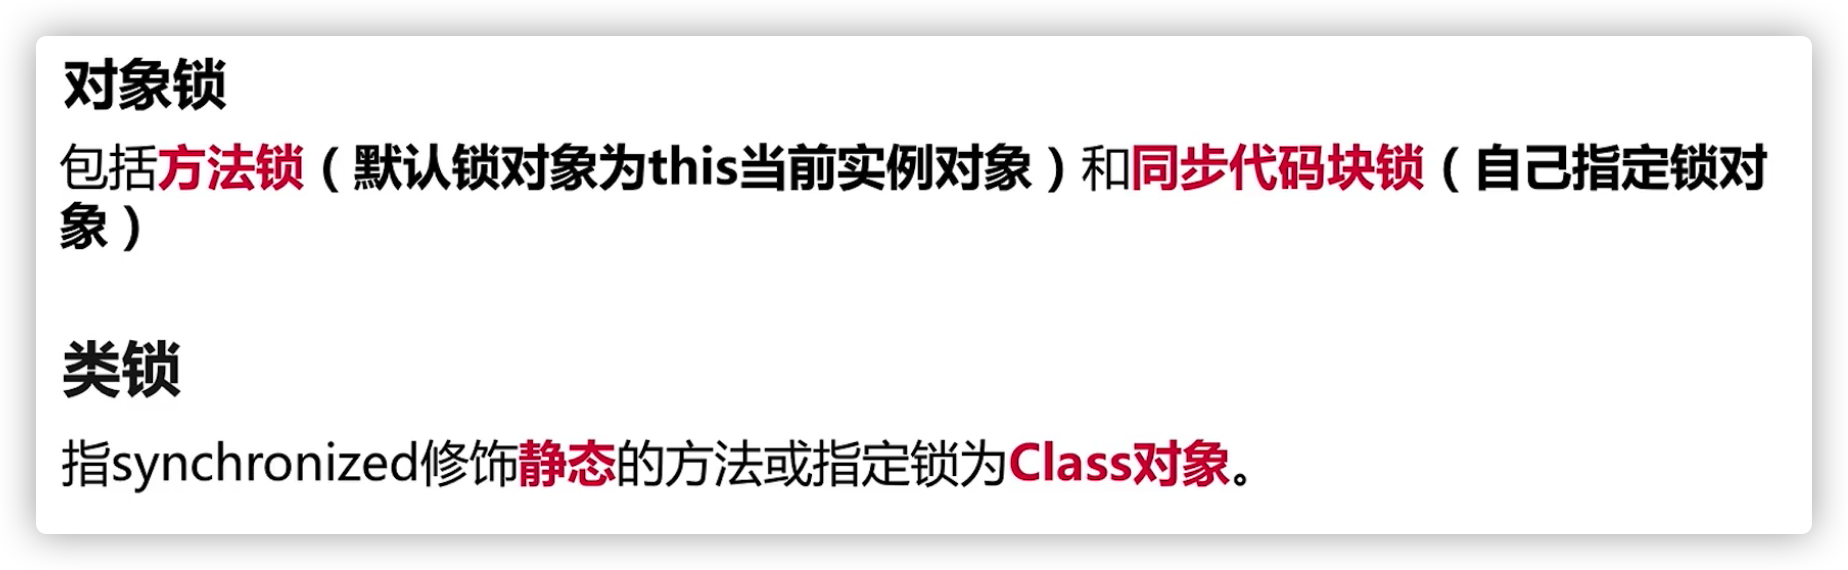 对象锁
包括方法锁（默认锁对象为this当前实例对象）和同步代码块锁（自己指定锁对
象）
类锁
指synchronized修饰静态的方法或指定锁为Class对象。